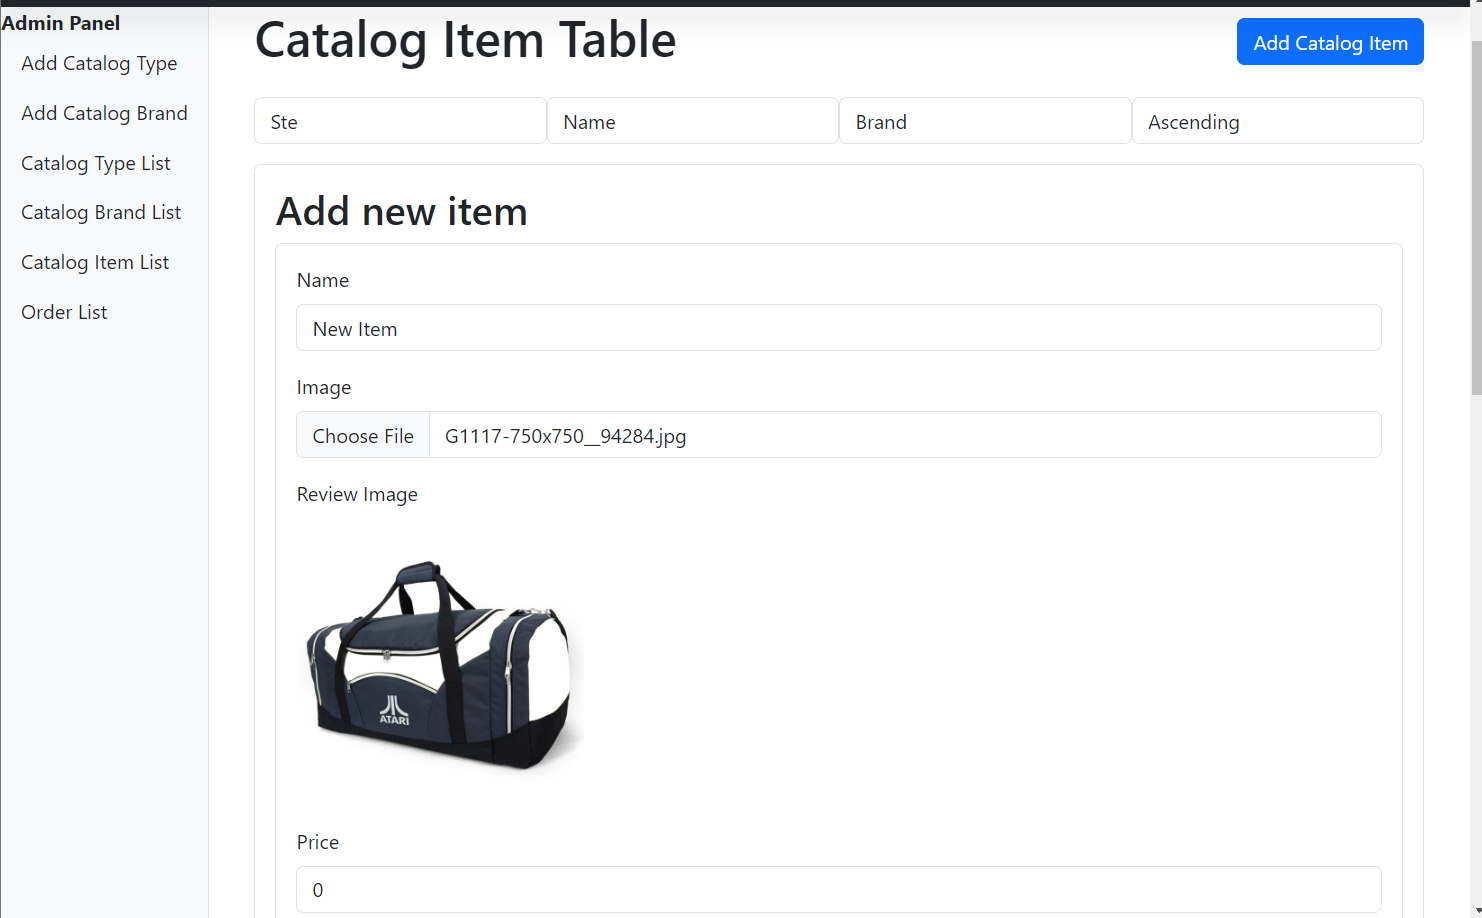 Admin Panel
Add Catalog Type
Add Catalog Brand
Catalog Type List
Catalog Brand List
Catalog Item List
Order List
Catalog Item Table
Add Catalog Item
Ste Name Brand Ascending
Add new item
Name
New Item
Image
Choose File G1117-750x750__94284.jpg
Review Image
ATARI
Price
0